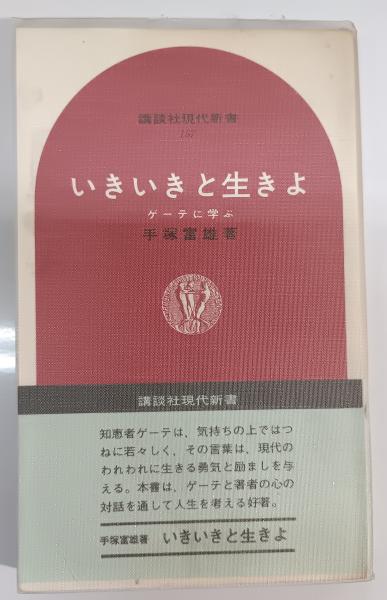 講談社現代新書
157
いきいきと生きよ
ゲーテに学ぶ
手塚富雄著
講談社現代新書
知恵者ゲーテは、気持ちの上ではつ
ねに若々しく、その言葉は、現代の
われわれに生きる勇気と励ましを与
える。本書は、ゲーテと著者の心の
対話を通して人生を考える好著。
手塚富雄著 いきいきと生きよ